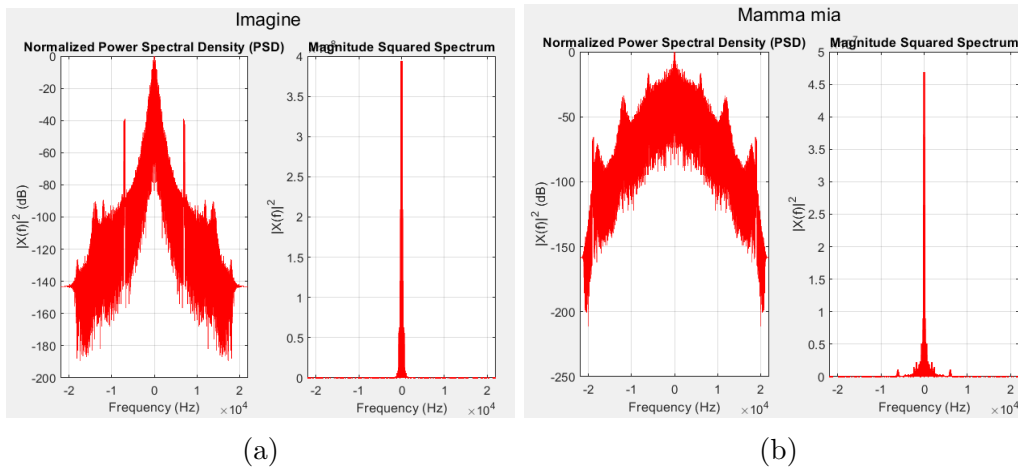 Imagine
Normalized Power Spectral Density (PSD)
Magnitude Squared Spectrum
0
-20
-40
-60
-80
-100
-120
-140
-160
-180
-200
|X(f)|² (dB)
-2 -1 0 1 2
Frequency (Hz)
×10⁴
4
3.5
3
2.5
2
1.5
1
0.5
0
|X(f)|²
-2 -1 0 1 2
Frequency (Hz)
×10⁴
(a)
Mamma mia
Normalized Power Spectral Density (PSD)
Magnitude Squared Spectrum
0
-50
-100
-150
-200
-250
|X(f)|² (dB)
-2 -1 0 1 2
Frequency (Hz)
×10⁴
5
4.5
4
3.5
3
2.5
2
1.5
1
0.5
0
|X(f)|²
-2 -1 0 1 2
Frequency (Hz)
×10⁴
(b)